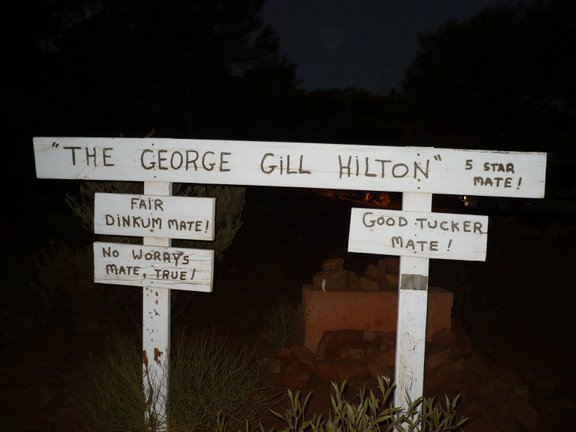 "THE GEORGE GILL HILTON"
5 STAR
MATE!
FAIR
DINKUM MATE!
NO WORRY'S
MATE, TRUE!
GOOD TUCKER
MATE!